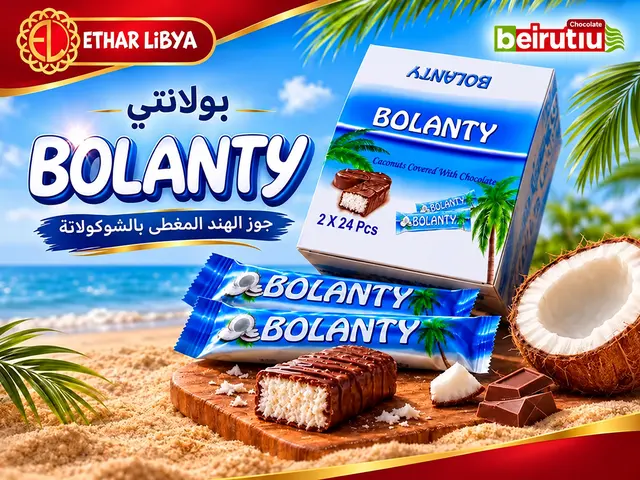 ETHAR LiBYA
Chocolate
beirutiu
بولانتي
BOLANTY
جوز الهند المغطى بالشوكولاتة
BOLANTY
BOLANTY
Caconuts Covered With Chocolate
BOLANTY
BOLANTY
2 X 24 Pcs
BOLANTY
BOLANTY